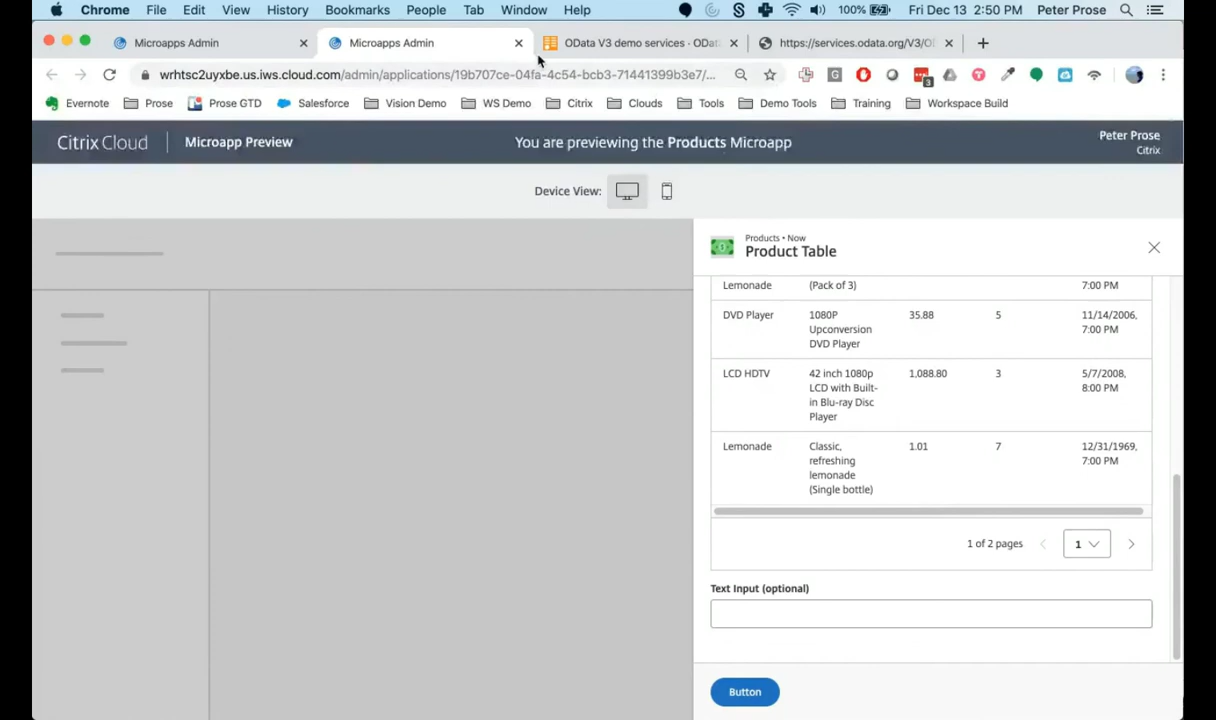 Chrome File Edit View History Bookmarks People Tab Window Help 100% Fri Dec 13 2:50 PM Peter Prose
Microapps Admin Microapps Admin OData V3 demo services · OData https://services.odata.org/V3/O
wrhtsc2uyxbe.us.iws.cloud.com/admin/applications/19b707ce-04fa-4c54-bcb3-71441399b3e7/...
Evernote Prose Prose GTD Salesforce Vision Demo WS Demo Citrix Clouds Tools Demo Tools Training Workspace Build
Citrix Cloud Microapp Preview You are previewing the Products Microapp Peter Prose
Citrix
Device View:
Products • Now
Product Table
Lemonade (Pack of 3) 7:00 PM
DVD Player 1080P 35.88 5 11/14/2006,
Upconversion 7:00 PM
DVD Player
LCD HDTV 42 inch 1080p 1,088.80 3 5/7/2008,
LCD with Built- 8:00 PM
in Blu-ray Disc
Player
Lemonade Classic, 1.01 7 12/31/1969,
refreshing 7:00 PM
lemonade
(Single bottle)
1 of 2 pages 1
Text Input (optional)
Button